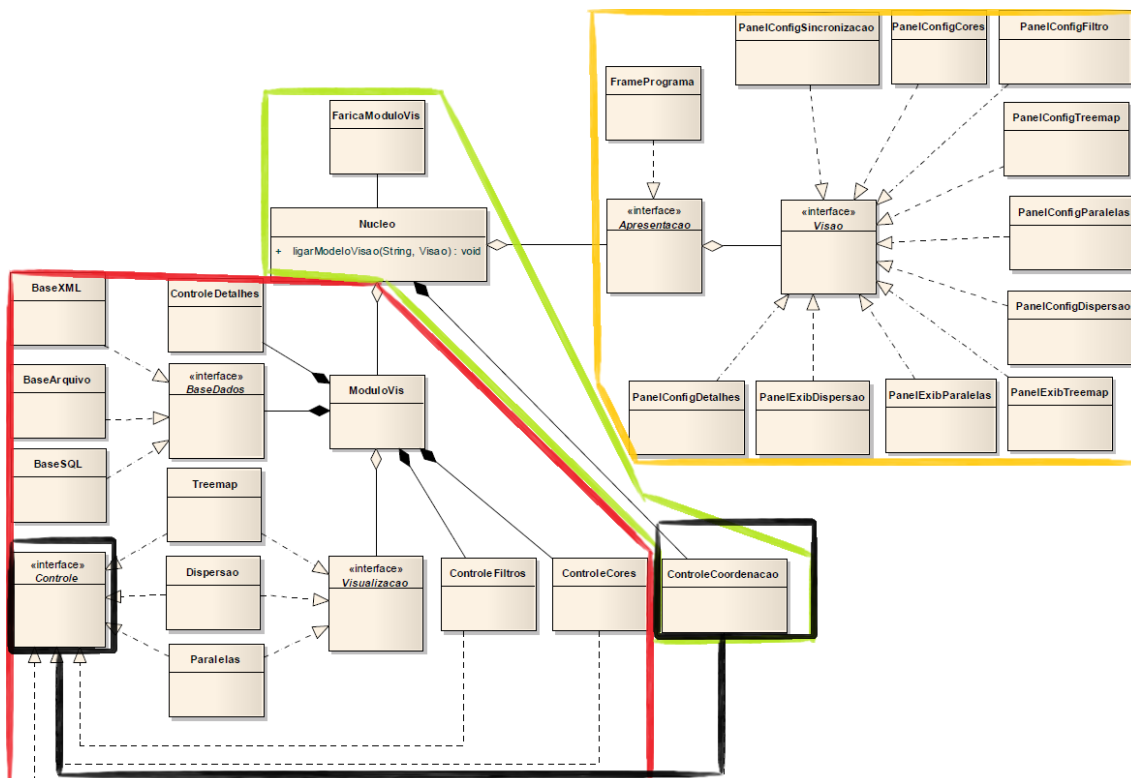 PanelConfigSincronizacao
PanelConfigCores
PanelConfigFiltro
FramePrograma
FaricaModuloVis
PanelConfigTreemap
Nucleo
+ ligarModeloVisao(String, Visao) : void
«interface»
Apresentacao
«interface»
Visao
PanelConfigParalelas
BaseXML
ControleDetalhes
PanelConfigDispersao
BaseArquivo
«interface»
BaseDados
ModuloVis
PanelConfigDetalhes
PanelExibDispersao
PanelExibParalelas
PanelExibTreemap
BaseSQL
Treemap
«interface»
Controle
Dispersao
«interface»
Visualizacao
ControleFiltros
ControleCores
ControleCoordenacao
Paralelas